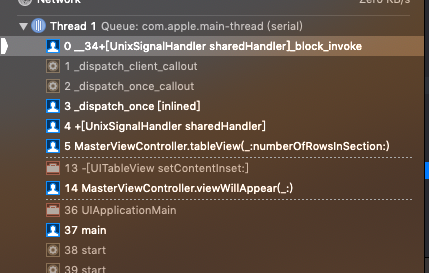 Network Zero KB/s
Thread 1 Queue: com.apple.main-thread (serial)
0 __34+[UnixSignalHandler sharedHandler]_block_invoke
1 _dispatch_client_callout
2 _dispatch_once_callout
3 _dispatch_once [inlined]
4 +[UnixSignalHandler sharedHandler]
5 MasterViewController.tableView(_:numberOfRowsInSection:)
13 -[UITableView setContentInset:]
14 MasterViewController.viewWillAppear(_:)
36 UIApplicationMain
37 main
38 start
39 start